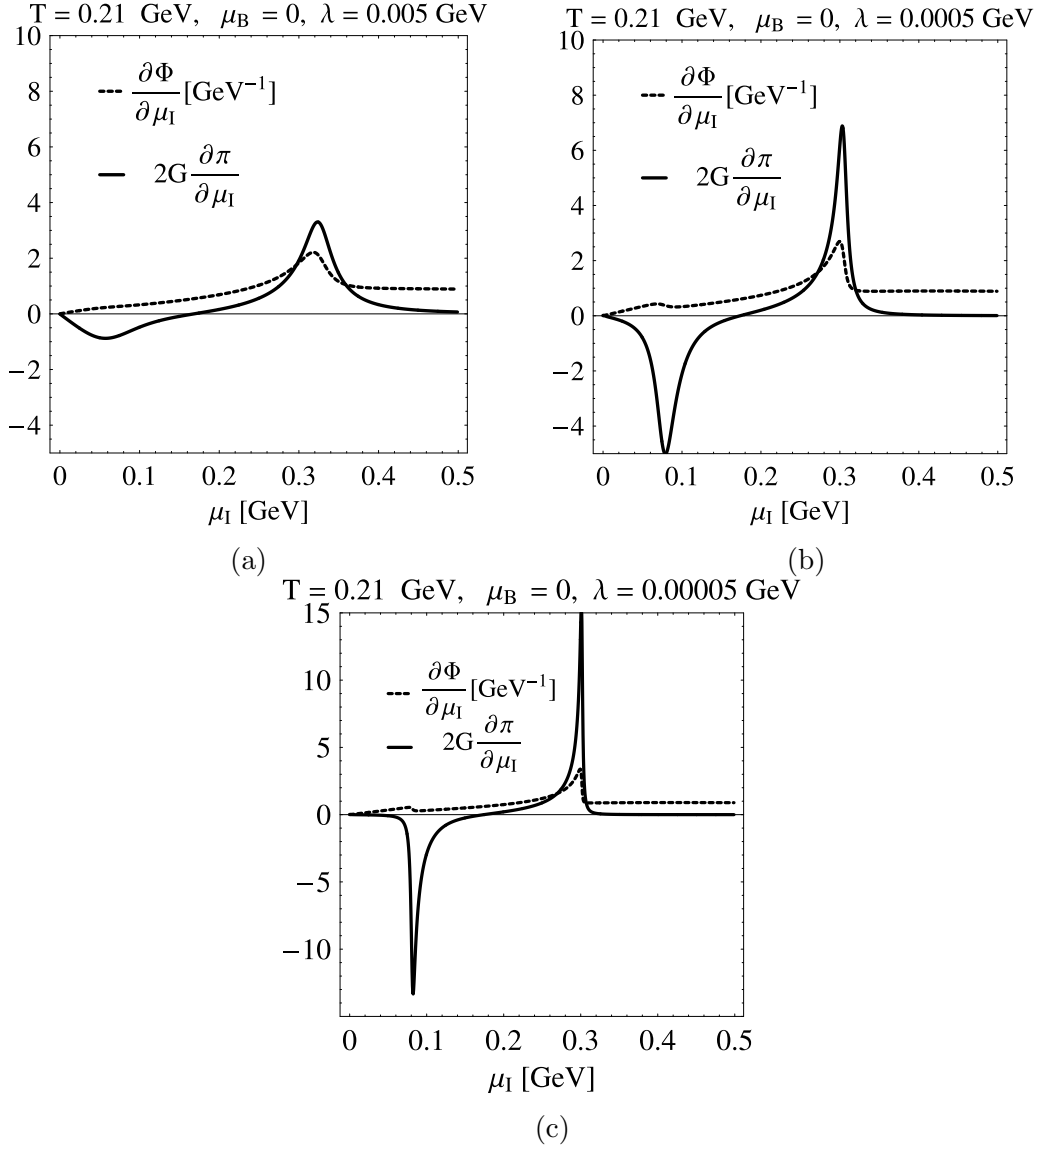 T = 0.21 GeV, μ_B = 0, λ = 0.005 GeV
10
8
6
4
2
0
−2
−4
∂Φ/∂μ_I [GeV⁻¹]
2G ∂π/∂μ_I
0 0.1 0.2 0.3 0.4 0.5
μ_I [GeV]
(a)
T = 0.21 GeV, μ_B = 0, λ = 0.0005 GeV
10
8
6
4
2
0
−2
−4
∂Φ/∂μ_I [GeV⁻¹]
2G ∂π/∂μ_I
0 0.1 0.2 0.3 0.4 0.5
μ_I [GeV]
(b)
T = 0.21 GeV, μ_B = 0, λ = 0.00005 GeV
15
10
5
0
−5
−10
∂Φ/∂μ_I [GeV⁻¹]
2G ∂π/∂μ_I
0 0.1 0.2 0.3 0.4 0.5
μ_I [GeV]
(c)